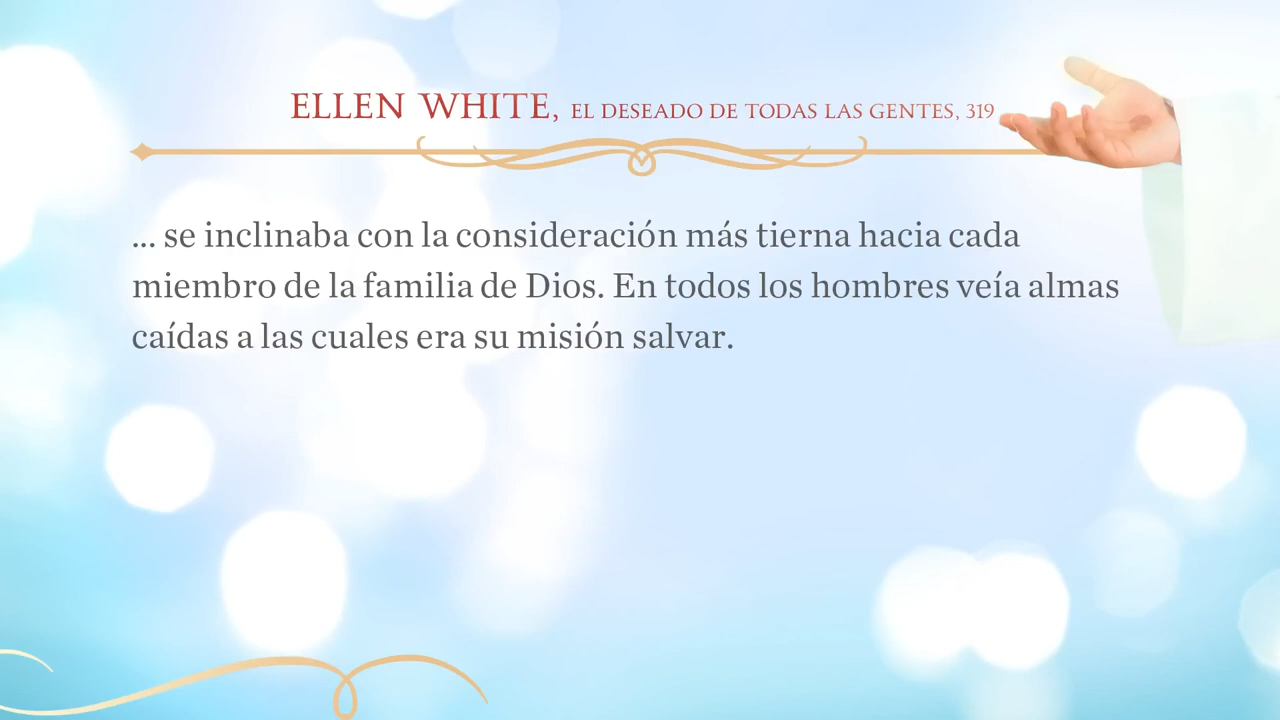 ELLEN WHITE, EL DESEADO DE TODAS LAS GENTES, 319
... se inclinaba con la consideración más tierna hacia cada
miembro de la familia de Dios. En todos los hombres veía almas
caídas a las cuales era su misión salvar.